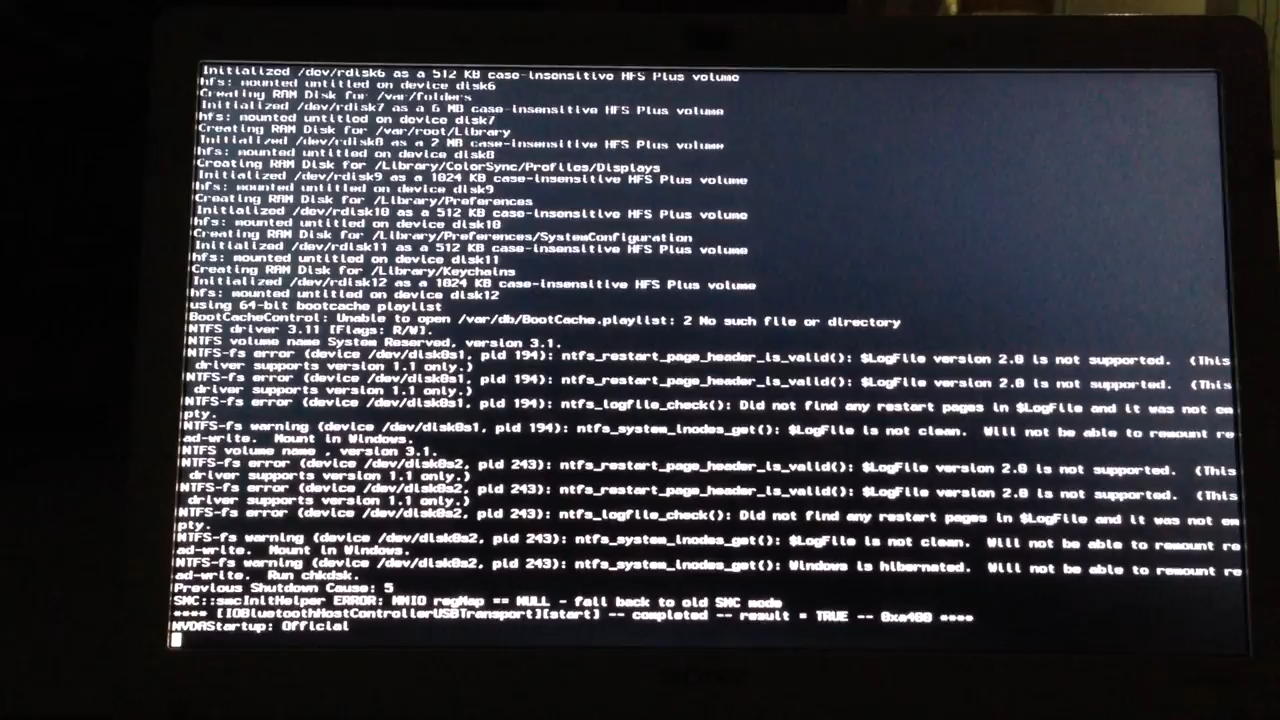 Initialized /dev/rdisk6 as a 512 KB case-insensitive HFS Plus volume
hfs: mounted untitled on device disk6
Creating RAM Disk for /var/folders
Initialized /dev/rdisk7 as a 6 MB case-insensitive HFS Plus volume
hfs: mounted untitled on device disk7
Creating RAM Disk for /var/root/Library
Initialized /dev/rdisk8 as a 2 MB case-insensitive HFS Plus volume
hfs: mounted untitled on device disk8
Creating RAM Disk for /Library/ColorSync/Profiles/Displays
Initialized /dev/rdisk9 as a 1024 KB case-insensitive HFS Plus volume
hfs: mounted untitled on device disk9
Creating RAM Disk for /Library/Preferences
Initialized /dev/rdisk10 as a 512 KB case-insensitive HFS Plus volume
hfs: mounted untitled on device disk10
Creating RAM Disk for /Library/Preferences/SystemConfiguration
Initialized /dev/rdisk11 as a 512 KB case-insensitive HFS Plus volume
hfs: mounted untitled on device disk11
Creating RAM Disk for /Library/Keychains
Initialized /dev/rdisk12 as a 1024 KB case-insensitive HFS Plus volume
hfs: mounted untitled on device disk12
using 64-bit bootcache playlist
BootCacheControl: Unable to open /var/db/BootCache.playlist: 2 No such file or directory
NTFS driver 3.11 [Flags: R/W].
NTFS volume name System Reserved, version 3.1.
NTFS-fs error (device /dev/disk0s1, pid 194): ntfs_restart_page_header_is_valid(): $LogFile version 2.0 is not supported.  (This
driver supports version 1.1 only.)
NTFS-fs error (device /dev/disk0s1, pid 194): ntfs_restart_page_header_is_valid(): $LogFile version 2.0 is not supported.  (This
driver supports version 1.1 only.)
NTFS-fs error (device /dev/disk0s1, pid 194): ntfs_logfile_check(): Did not find any restart pages in $LogFile and it was not em
pty.
NTFS-fs warning (device /dev/disk0s1, pid 194): ntfs_system_inodes_get(): $LogFile is not clean.  Will not be able to remount re
ad-write.  Mount in Windows.
NTFS volume name , version 3.1.
NTFS-fs error (device /dev/disk0s2, pid 243): ntfs_restart_page_header_is_valid(): $LogFile version 2.0 is not supported.  (This
driver supports version 1.1 only.)
NTFS-fs error (device /dev/disk0s2, pid 243): ntfs_restart_page_header_is_valid(): $LogFile version 2.0 is not supported.  (This
driver supports version 1.1 only.)
NTFS-fs error (device /dev/disk0s2, pid 243): ntfs_logfile_check(): Did not find any restart pages in $LogFile and it was not em
pty.
NTFS-fs warning (device /dev/disk0s2, pid 243): ntfs_system_inodes_get(): $LogFile is not clean.  Will not be able to remount re
ad-write.  Mount in Windows.
NTFS-fs warning (device /dev/disk0s2, pid 243): ntfs_system_inodes_get(): Windows is hibernated.  Will not be able to remount re
ad-write.  Run chkdsk.
Previous Shutdown Cause: 5
SMC::smcInitHelper ERROR: MMIO regMap == NULL - fall back to old SMC mode
**** [IOBluetoothHostControllerUSBTransport][start] -- completed -- result = TRUE -- 0xa400 ****
NVDAStartup: Official